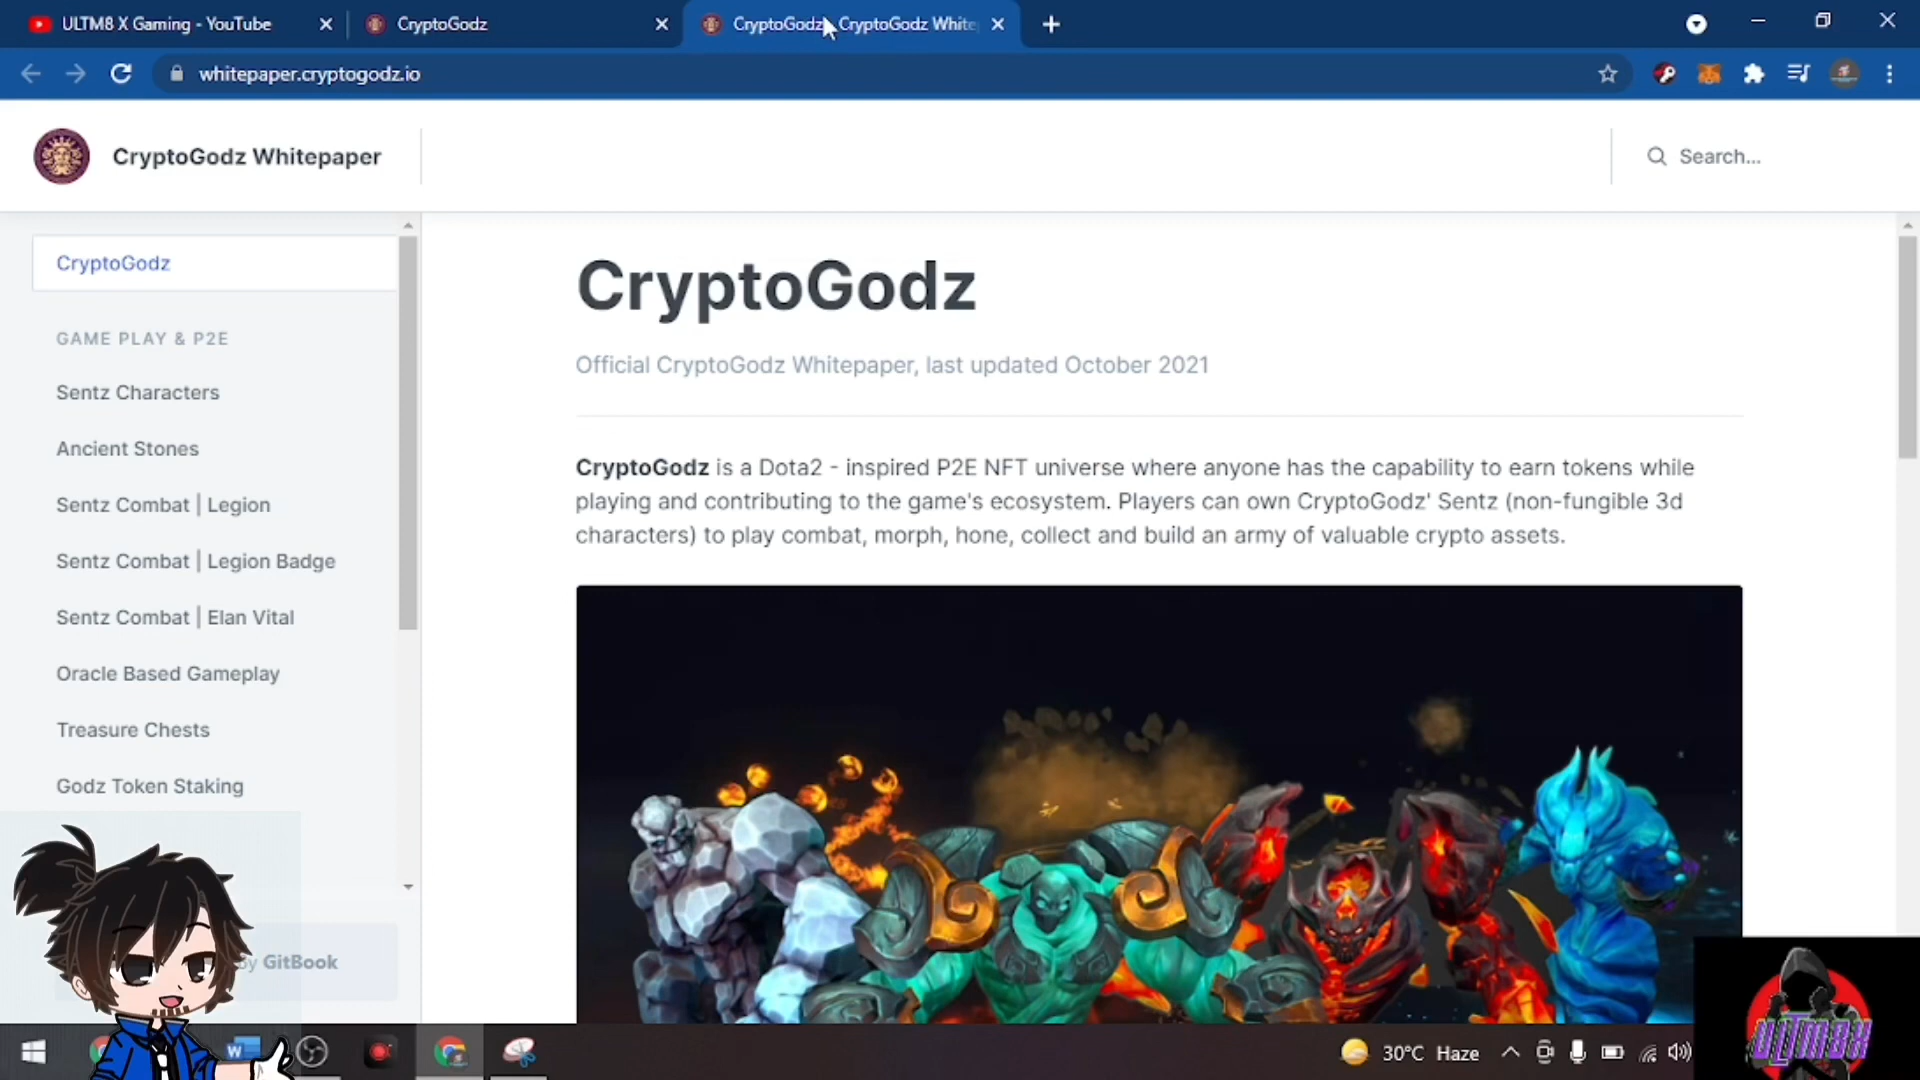 ULTM8 X Gaming - YouTube
CryptoGodz
CryptoGodz - CryptoGodz White
whitepaper.cryptogodz.io
CryptoGodz Whitepaper
Search...
CryptoGodz
GAME PLAY & P2E
Sentz Characters
Ancient Stones
Sentz Combat | Legion
Sentz Combat | Legion Badge
Sentz Combat | Elan Vital
Oracle Based Gameplay
Treasure Chests
Godz Token Staking
by GitBook
CryptoGodz
Official CryptoGodz Whitepaper, last updated October 2021
CryptoGodz is a Dota2 - inspired P2E NFT universe where anyone has the capability to earn tokens while
playing and contributing to the game's ecosystem. Players can own CryptoGodz' Sentz (non-fungible 3d
characters) to play combat, morph, hone, collect and build an army of valuable crypto assets.
30°C Haze
ULTM8X